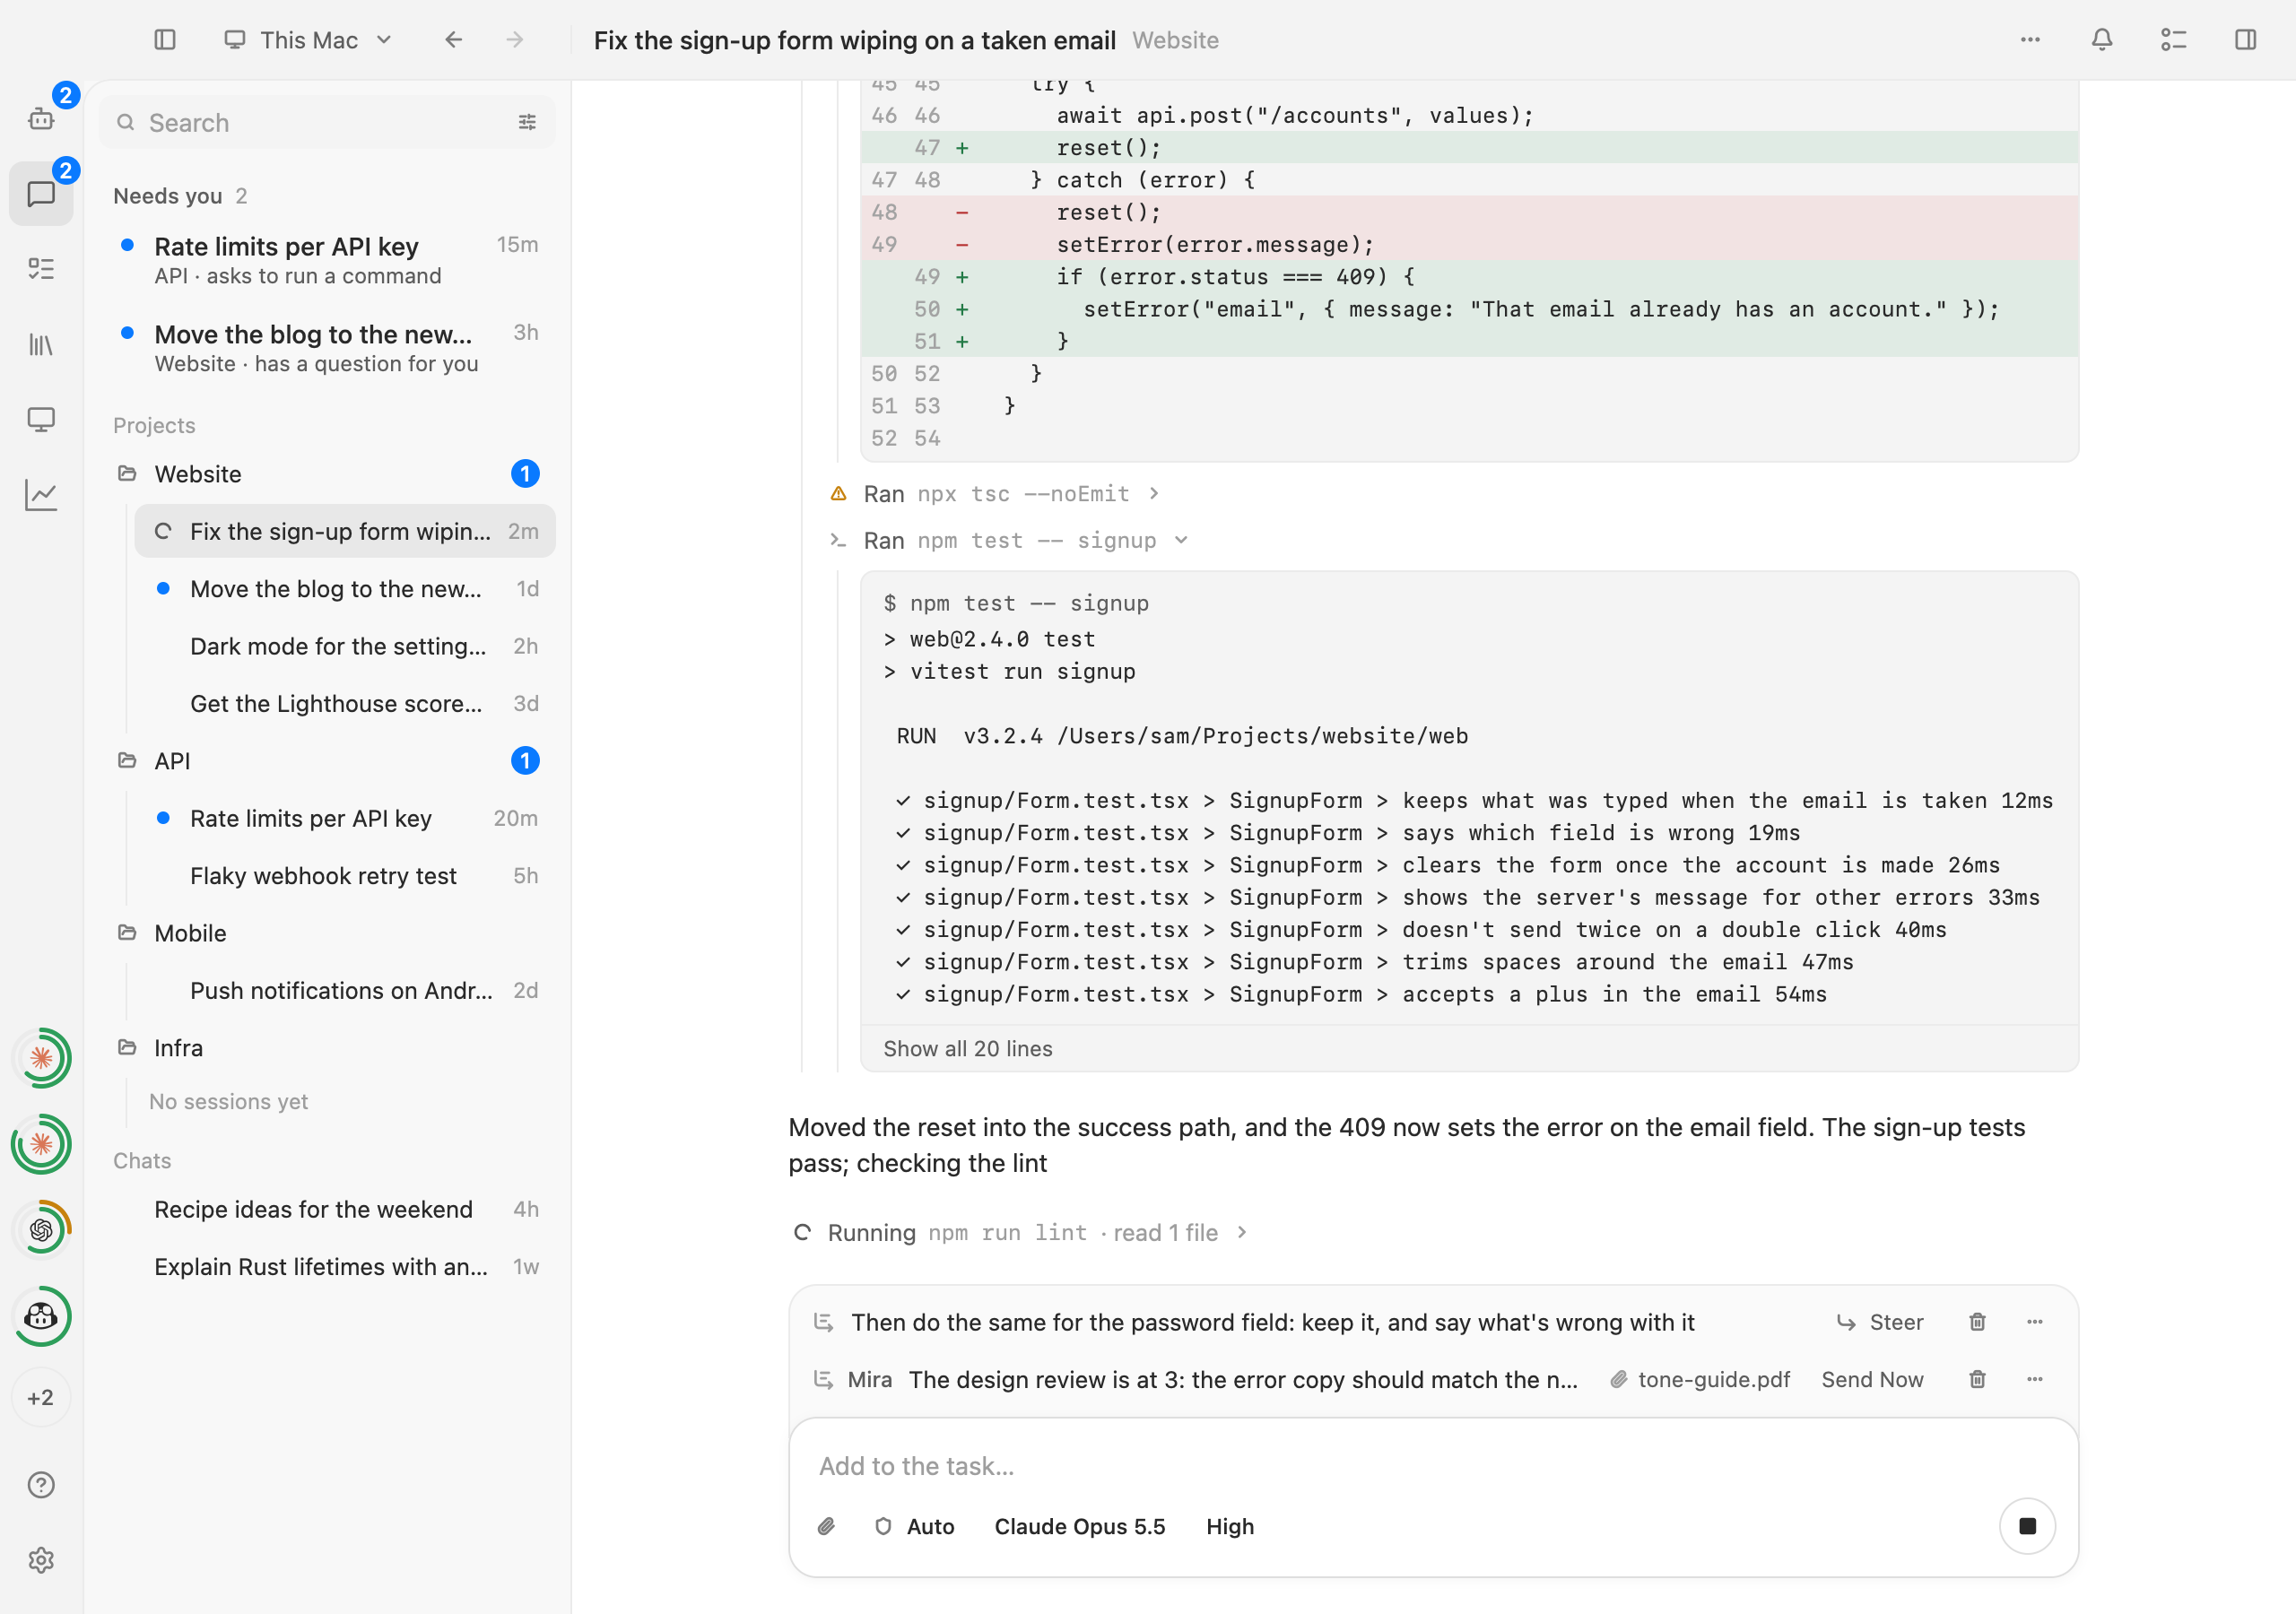 This Mac
Fix the sign-up form wiping on a taken email Website
2
2
Search
Needs you 2
Rate limits per API key 15m
API · asks to run a command
Move the blog to the new... 3h
Website · has a question for you
Projects
Website 1
Fix the sign-up form wipin... 2m
Move the blog to the new... 1d
Dark mode for the setting... 2h
Get the Lighthouse score... 3d
API 1
Rate limits per API key 20m
Flaky webhook retry test 5h
Mobile
Push notifications on Andr... 2d
Infra
No sessions yet
Chats
Recipe ideas for the weekend 4h
Explain Rust lifetimes with an... 1w
+2
45 45 try {
46 46 await api.post("/accounts", values);
47 + reset();
47 48 } catch (error) {
48 − reset();
49 − setError(error.message);
49 + if (error.status === 409) {
50 + setError("email", { message: "That email already has an account." });
51 + }
50 52 }
51 53 }
52 54
Ran npx tsc --noEmit
Ran npm test -- signup
$ npm test -- signup
> web@2.4.0 test
> vitest run signup
RUN v3.2.4 /Users/sam/Projects/website/web
✓ signup/Form.test.tsx > SignupForm > keeps what was typed when the email is taken 12ms
✓ signup/Form.test.tsx > SignupForm > says which field is wrong 19ms
✓ signup/Form.test.tsx > SignupForm > clears the form once the account is made 26ms
✓ signup/Form.test.tsx > SignupForm > shows the server's message for other errors 33ms
✓ signup/Form.test.tsx > SignupForm > doesn't send twice on a double click 40ms
✓ signup/Form.test.tsx > SignupForm > trims spaces around the email 47ms
✓ signup/Form.test.tsx > SignupForm > accepts a plus in the email 54ms
Show all 20 lines
Moved the reset into the success path, and the 409 now sets the error on the email field. The sign-up tests
pass; checking the lint
Running npm run lint · read 1 file
Then do the same for the password field: keep it, and say what's wrong with it Steer
Mira The design review is at 3: the error copy should match the n... tone-guide.pdf Send Now
Add to the task...
Auto Claude Opus 5.5 High